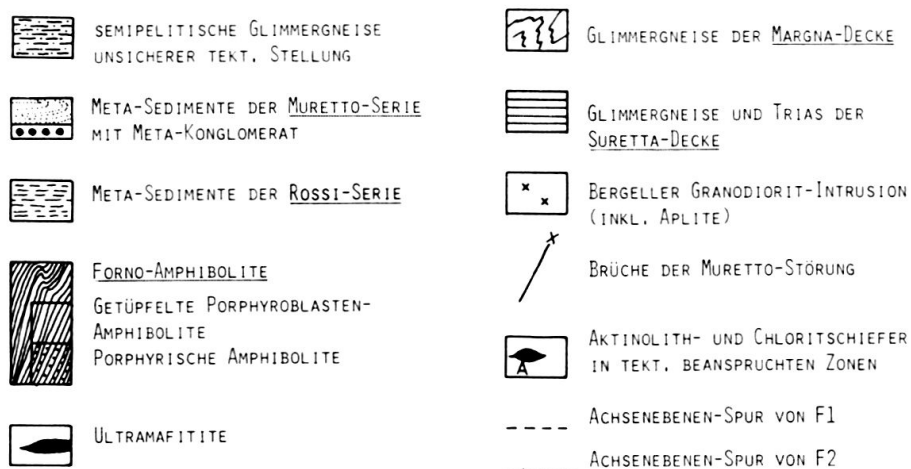 SEMIPELITISCHE GLIMMERGNEISE
UNSICHERER TEKT. STELLUNG
META-SEDIMENTE DER MURETTO-SERIE
MIT META-KONGLOMERAT
META-SEDIMENTE DER ROSSI-SERIE
FORNO-AMPHIBOLITE
GETÜPFELTE PORPHYROBLASTEN-
AMPHIBOLITE
PORPHYRISCHE AMPHIBOLITE
ULTRAMAFITITE
GLIMMERGNEISE DER MARGNA-DECKE
GLIMMERGNEISE UND TRIAS DER
SURETTA-DECKE
BERGELLER GRANODIORIT-INTRUSION
(INKL. APLITE)
BRÜCHE DER MURETTO-STÖRUNG
AKTINOLITH- UND CHLORITSCHIEFER
IN TEKT. BEANSPRUCHTEN ZONEN
A
ACHSENEBENEN-SPUR VON F1
ACHSENEBENEN-SPUR VON F2